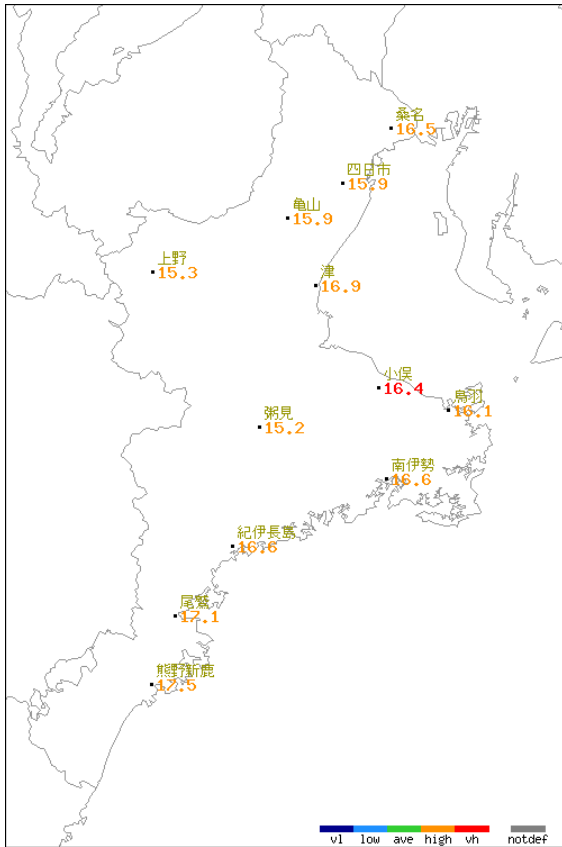 桑名
16.5
四日市
15.9
亀山
15.9
上野
15.3
津
16.9
小俣
16.4
鳥羽
16.1
粥見
15.2
南伊勢
16.6
紀伊長島
16.6
尾鷲
17.1
熊野新鹿
17.5
vl low ave high vh notdef